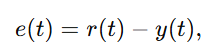 e(t) = r(t) − y(t),